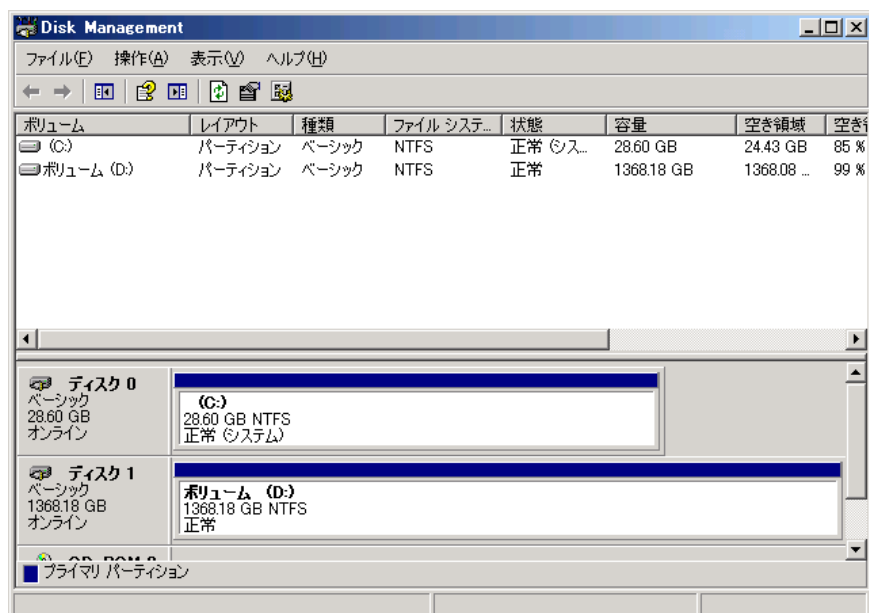 Disk Management
ファイル(F) 操作(A) 表示(V) ヘルプ(H)
ボリューム レイアウト 種類 ファイル システ... 状態 容量 空き領域 空き
(C:) パーティション ベーシック NTFS 正常 (シス... 28.60 GB 24.43 GB 85 %
ボリューム (D:) パーティション ベーシック NTFS 正常 1368.18 GB 1368.08 ... 99 %
ディスク 0
ベーシック
28.60 GB
オンライン
(C:)
28.60 GB NTFS
正常 (システム)
ディスク 1
ベーシック
1368.18 GB
オンライン
ボリューム (D:)
1368.18 GB NTFS
正常
プライマリ パーティション